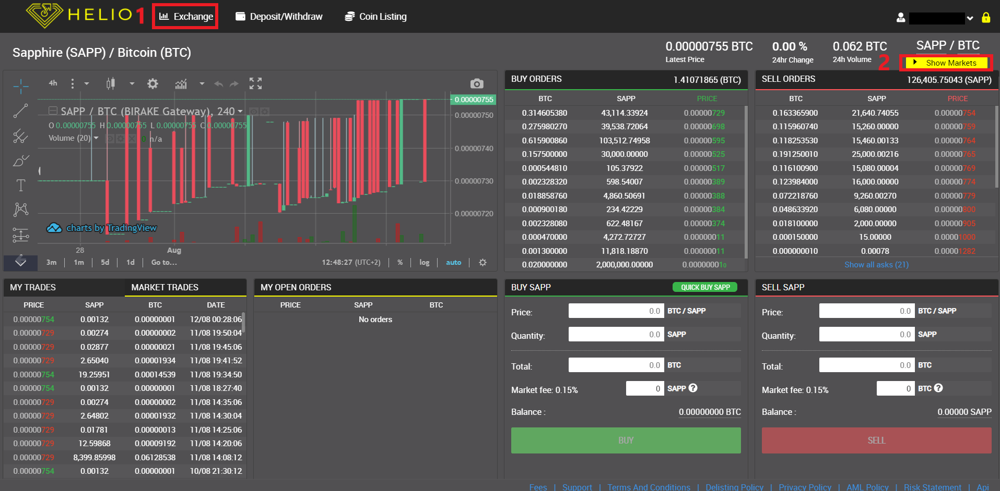 HELIO 1 Exchange Deposit/Withdraw Coin Listing
Sapphire (SAPP) / Bitcoin (BTC)
0.00000755 BTC 0.00 % 0.062 BTC SAPP / BTC
Latest Price 24hr Change 24h Volume 2 Show Markets
4h
0.00000755
0.00000750
0.00000740
0.00000730
0.00000720
SAPP / BTC (BIRAKE Gateway), 240
O 0.00000755 H 0.00000755 L 0.00000755 C 0.00000755
Volume (20) 0 n/a
charts by TradingView
28 Aug
3m 1m 5d 1d Go to... 12:48:27 (UTC+2) % log auto
BUY ORDERS 1.41071865 (BTC)
BTC SAPP PRICE
0.314605380 43,114.33924 0.00000729
0.275980270 39,538.72064 0.00000698
0.615900860 103,512.74958 0.00000595
0.157500000 30,000.00000 0.00000525
0.000544810 105.37922 0.00000517
0.002328320 598.54007 0.00000389
0.018858760 4,860.50691 0.00000388
0.000900180 234.42229 0.00000384
0.002328080 622.48167 0.00000374
0.000470000 4,272.72727 0.00000011
0.001300000 11,818.18870 0.00000011
0.020000000 2,000,000.00000 0.000000010
SELL ORDERS 126,405.75043 (SAPP)
BTC SAPP PRICE
0.163365900 21,640.74055 0.00000754
0.115960740 15,260.00000 0.00000759
0.118253530 15,460.00133 0.00000764
0.191250010 25,000.00216 0.00000765
0.116100900 15,080.00004 0.00000769
0.123984000 16,000.00000 0.00000774
0.072218760 9,260.00270 0.00000779
0.048633920 6,080.00000 0.00000800
0.018100000 2,000.00000 0.00000905
0.000150000 15.00000 0.00001000
0.000000010 0.00078 0.00001282
Show all asks (21)
MY TRADES MARKET TRADES
PRICE SAPP BTC DATE
0.00000754 0.00132 0.00000001 12/08 00:28:06
0.00000729 0.00274 0.00000002 11/08 19:50:04
0.00000729 0.02877 0.00000021 11/08 19:45:06
0.00000729 2.65040 0.00001934 11/08 19:41:52
0.00000754 19.25951 0.00014539 11/08 19:34:50
0.00000754 0.00132 0.00000001 11/08 18:27:40
0.00000729 0.00274 0.00000002 11/08 14:35:06
0.00000729 2.64802 0.00001932 11/08 14:30:04
0.00000729 0.01781 0.00000013 11/08 14:25:06
0.00000729 12.59868 0.00009192 11/08 14:20:06
0.00000729 8,399.85998 0.06128538 11/08 14:08:12
0.00000754 0.00132 0.00000001 10/08 21:30:12
MY OPEN ORDERS
PRICE SAPP BTC
No orders
BUY SAPP QUICK BUY SAPP
Price: 0.0 BTC / SAPP
Quantity: 0.0 SAPP
Total: 0.0 BTC
Market fee: 0.15% 0 SAPP ?
Balance : 0.00000000 BTC
BUY
SELL SAPP
Price: 0.0 BTC / SAPP
Quantity: 0.0 SAPP
Total: 0.0 BTC
Market fee: 0.15% 0 BTC ?
Balance : 0.00000 SAPP
SELL
Fees | Support | Terms And Conditions | Delisting Policy | Privacy Policy | AML Policy | Risk Statement | Api